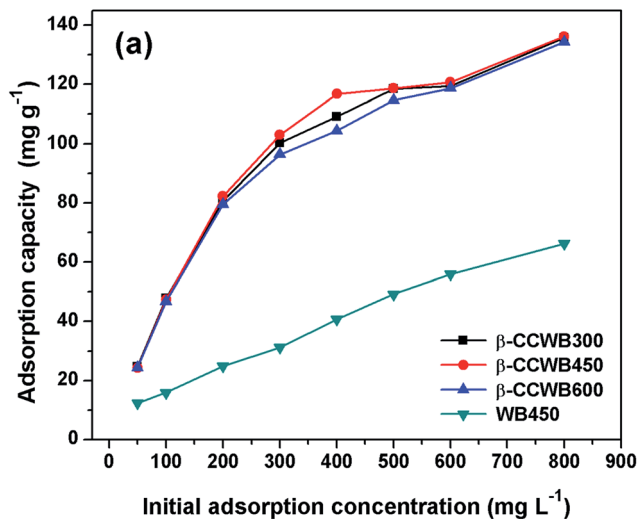 (a)
Adsorption capacity (mg g⁻¹)
140
120
100
80
60
40
20
0
β-CCWB300
β-CCWB450
β-CCWB600
WB450
0 100 200 300 400 500 600 700 800 900
Initial adsorption concentration (mg L⁻¹)